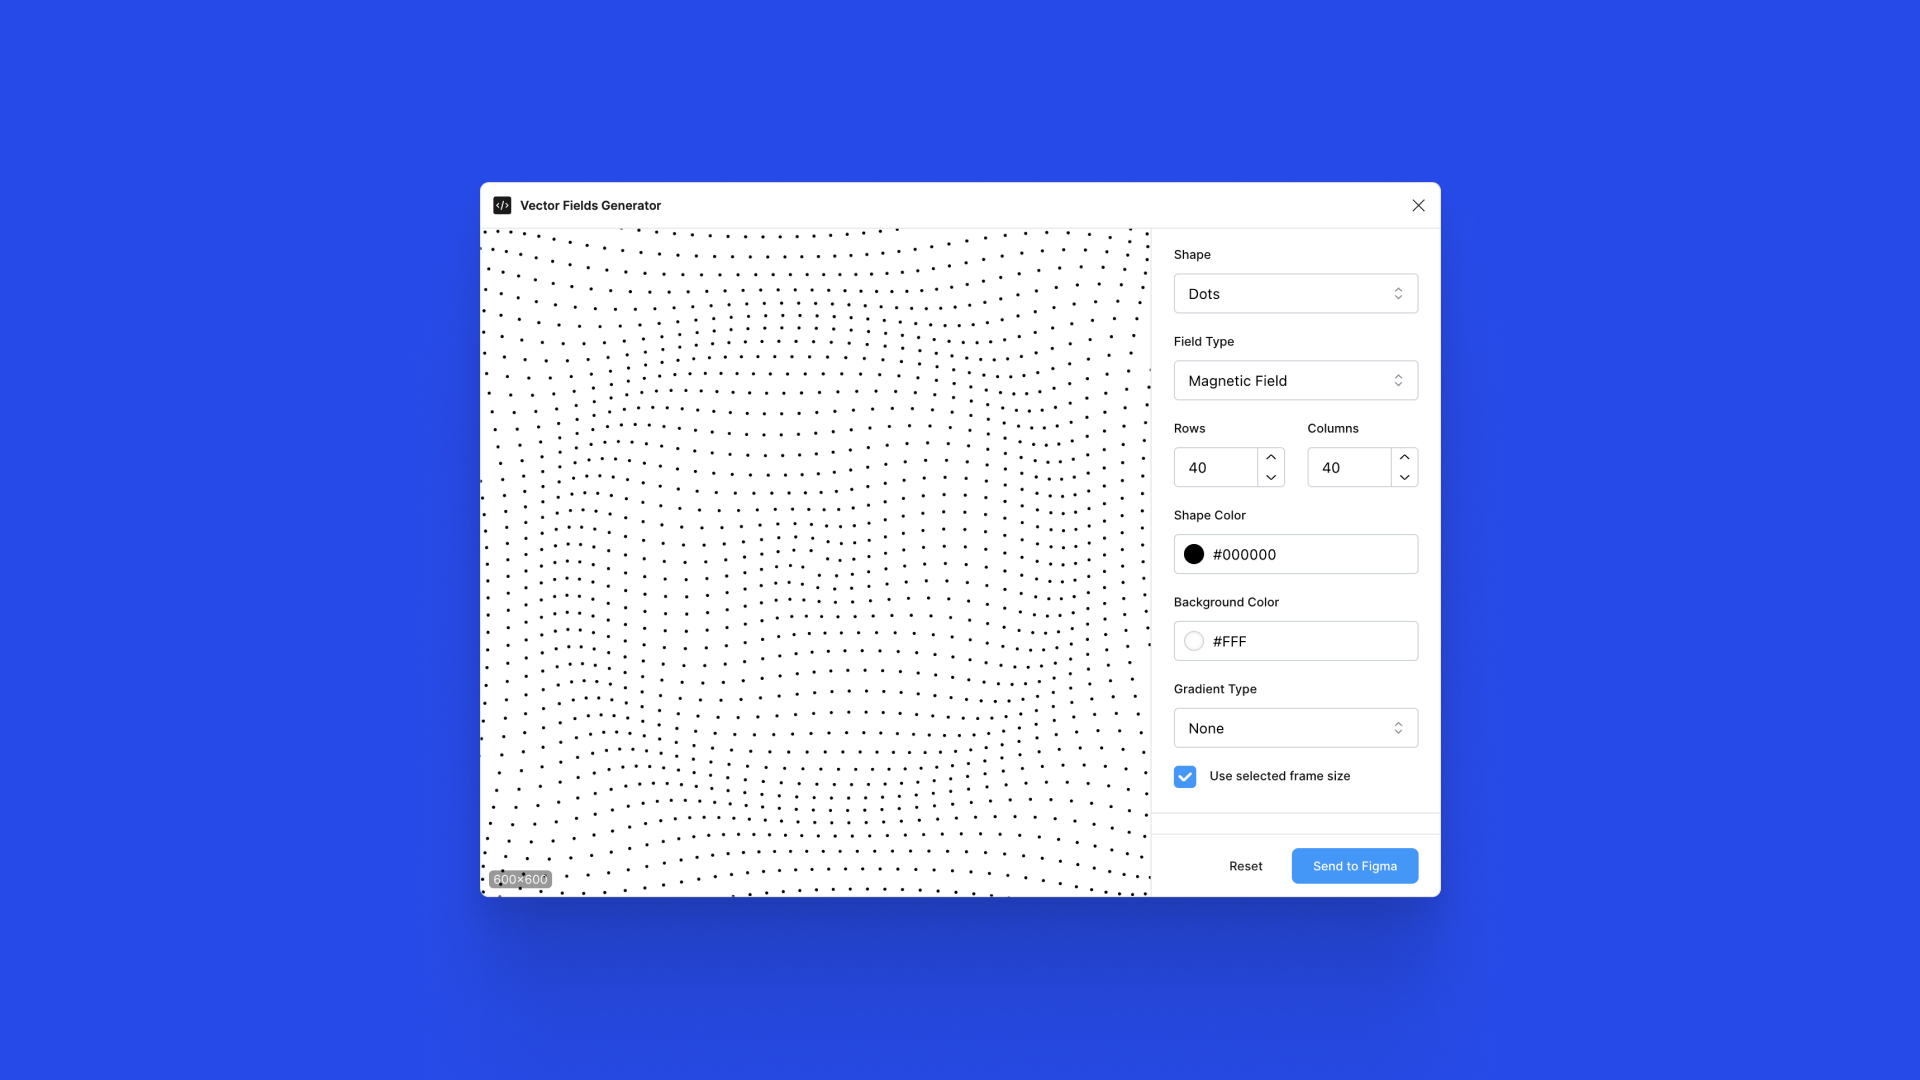 Vector Fields Generator
Shape
Dots
Field Type
Magnetic Field
Rows
Columns
40
40
Shape Color
#000000
Background Color
#FFF
Gradient Type
None
Use selected frame size
600×600
Reset
Send to Figma